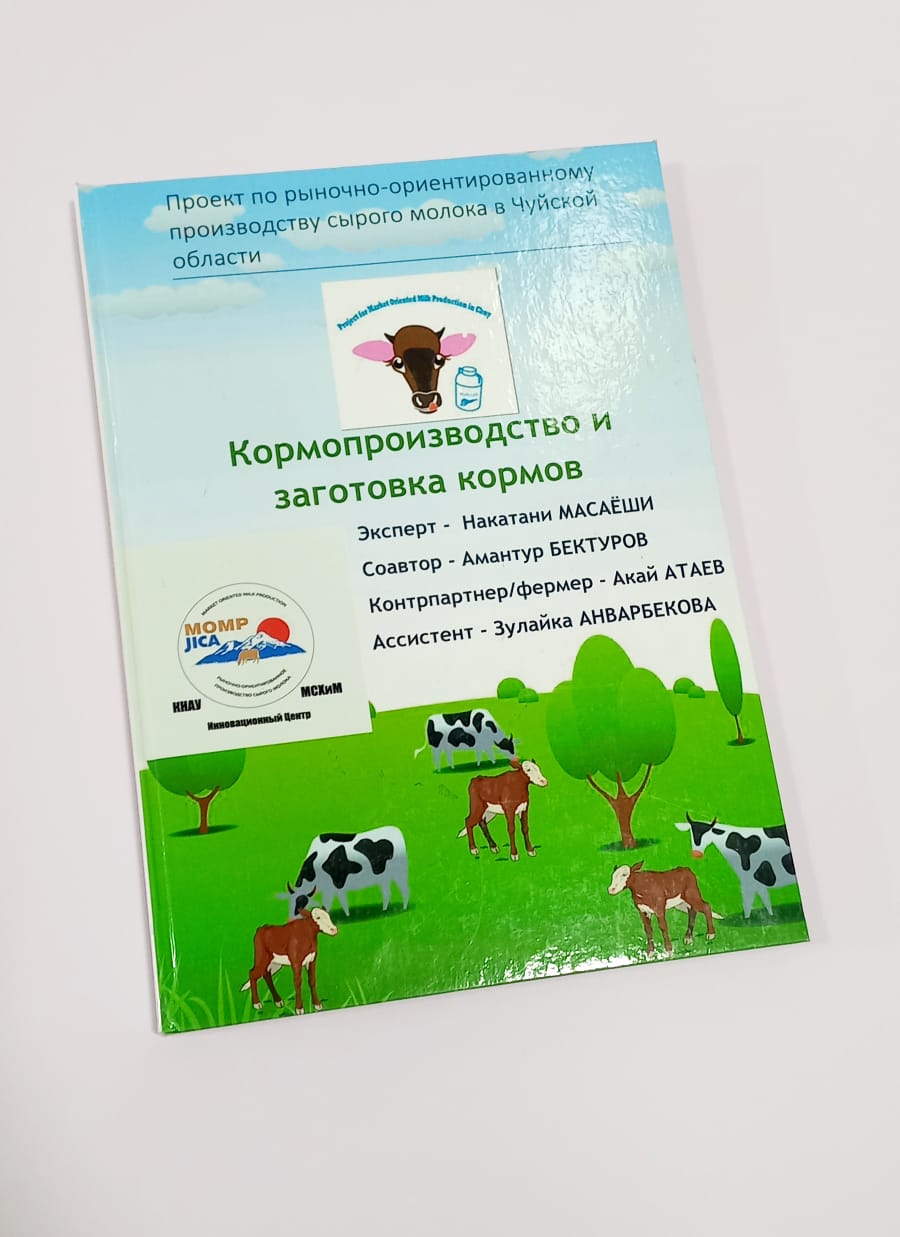 Проект по рыночно-ориентированному
производству сырого молока в Чуйской
области
Project for Market Oriented Milk Production in Chuy
Кормопроизводство и
заготовка кормов
Эксперт - Накатани МАСАЁШИ
Соавтор - Амантур БЕКТУРОВ
Контрпартнер/фермер - Акай АТАЕВ
Ассистент - Зулайка АНВАРБЕКОВА
MARKET ORIENTED MILK PRODUCTION
MOMP
JICA
РЫНОЧНО-ОРИЕНТИРОВАННОЕ
ПРОИЗВОДСТВО СЫРОГО МОЛОКА
КНАУ
МСХиМ
Инновационный Центр